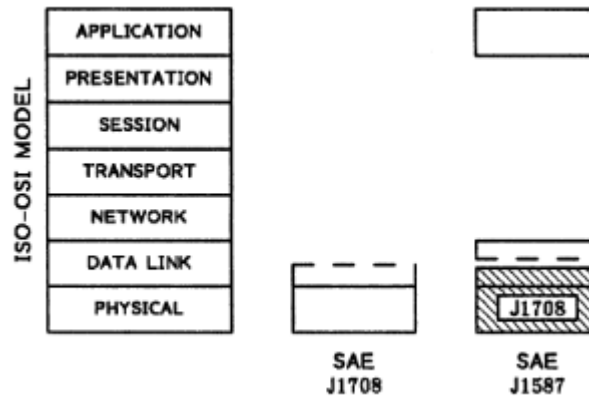 ISO-OSI MODEL
APPLICATION
PRESENTATION
SESSION
TRANSPORT
NETWORK
DATA LINK
PHYSICAL
J1708
SAE
J1708
SAE
J1587